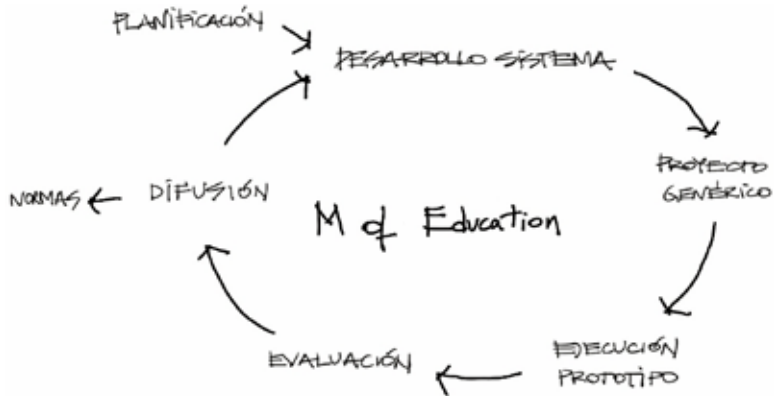 PLANIFICACIÓN
DESARROLLO SISTEMA
PROYECTO
GENÉRICO
NORMAS
DIFUSIÓN
M of Education
EVALUACIÓN
EJECUCIÓN
PROTOTIPO